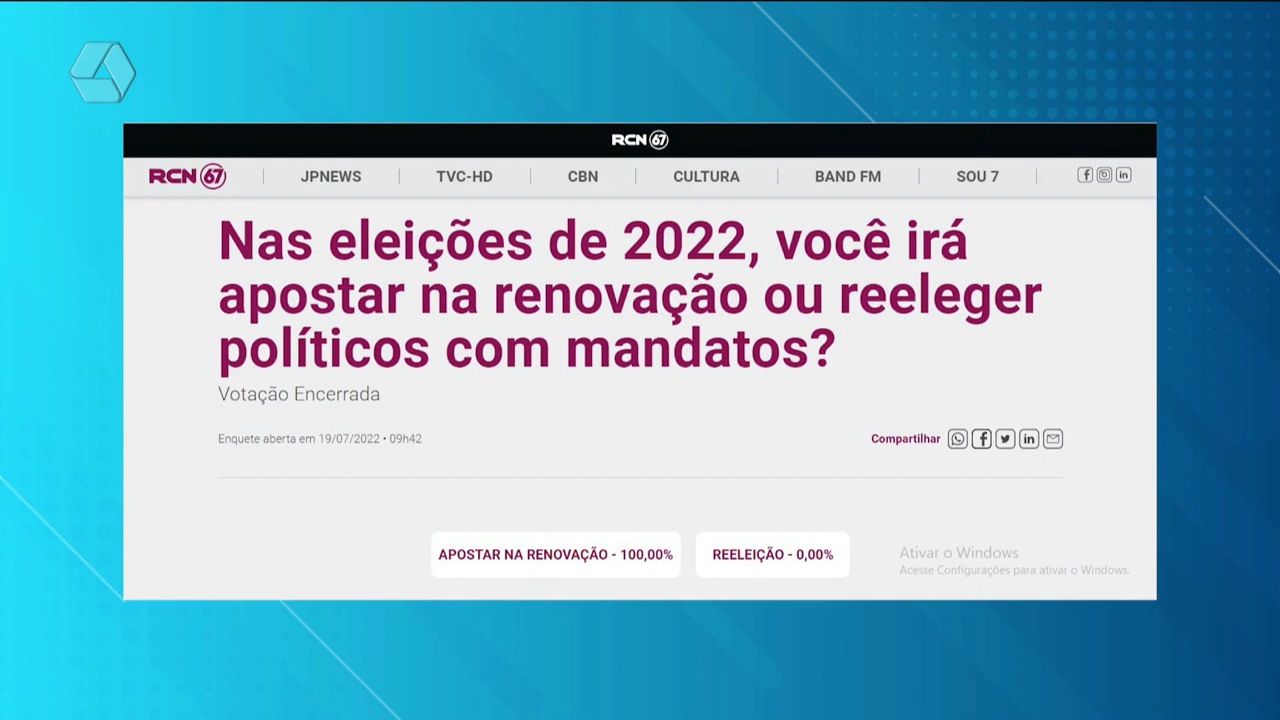 RCN 67
RCN 67 JPNEWS TVC-HD CBN CULTURA BAND FM SOU 7
Nas eleições de 2022, você irá
apostar na renovação ou reeleger
políticos com mandatos?
Votação Encerrada
Enquete aberta em 19/07/2022 • 09h42
Compartilhar
APOSTAR NA RENOVAÇÃO - 100,00% REELEIÇÃO - 0,00%
Ativar o Windows
Acesse Configurações para ativar o Windows.